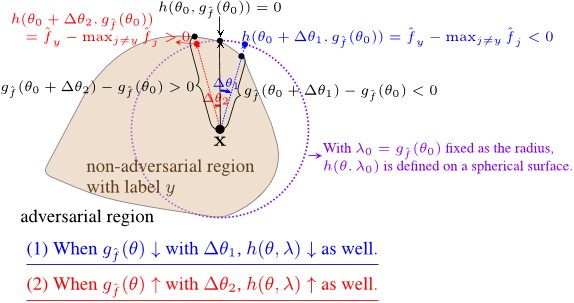 h(θ₀, g_f̂(θ₀)) = 0
h(θ₀ + Δθ₂, g_f̂(θ₀))
= f̂_y − max_{j≠y} f̂_j > 0
h(θ₀ + Δθ₁, g_f̂(θ₀)) = f̂_y − max_{j≠y} f̂_j < 0
g_f̂(θ₀ + Δθ₂) − g_f̂(θ₀) > 0
Δθ₁
Δθ₂
g_f̂(θ₀ + Δθ₁) − g_f̂(θ₀) < 0
x
With λ₀ = g_f̂(θ₀) fixed as the radius,
h(θ, λ₀) is defined on a spherical surface.
non-adversarial region
with label y
adversarial region
(1) When g_f̂(θ) ↓ with Δθ₁, h(θ, λ) ↓ as well.
(2) When g_f̂(θ) ↑ with Δθ₂, h(θ, λ) ↑ as well.